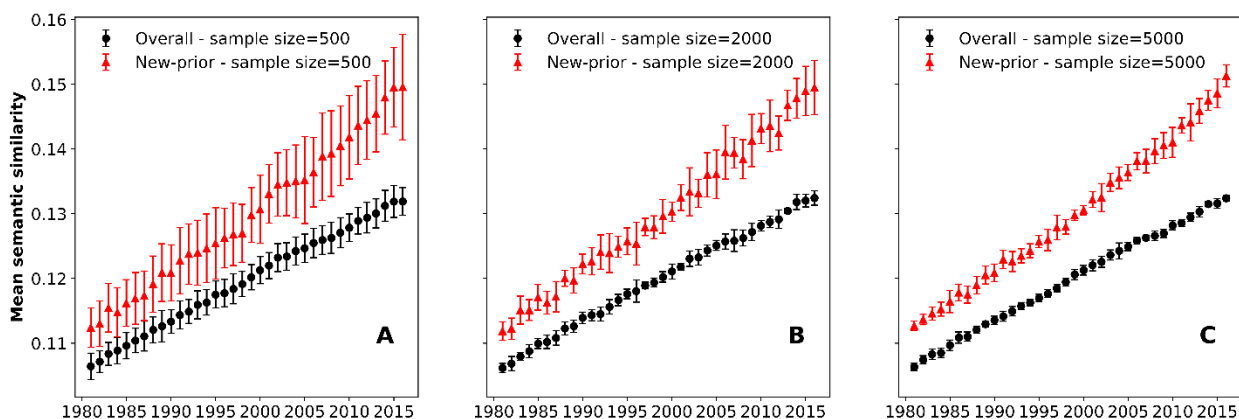 Mean semantic similarity
0.16
0.15
0.14
0.13
0.12
0.11
Overall - sample size=500
New-prior - sample size=500
A
1980 1985 1990 1995 2000 2005 2010 2015
Overall - sample size=2000
New-prior - sample size=2000
B
1980 1985 1990 1995 2000 2005 2010 2015
Overall - sample size=5000
New-prior - sample size=5000
C
1980 1985 1990 1995 2000 2005 2010 2015